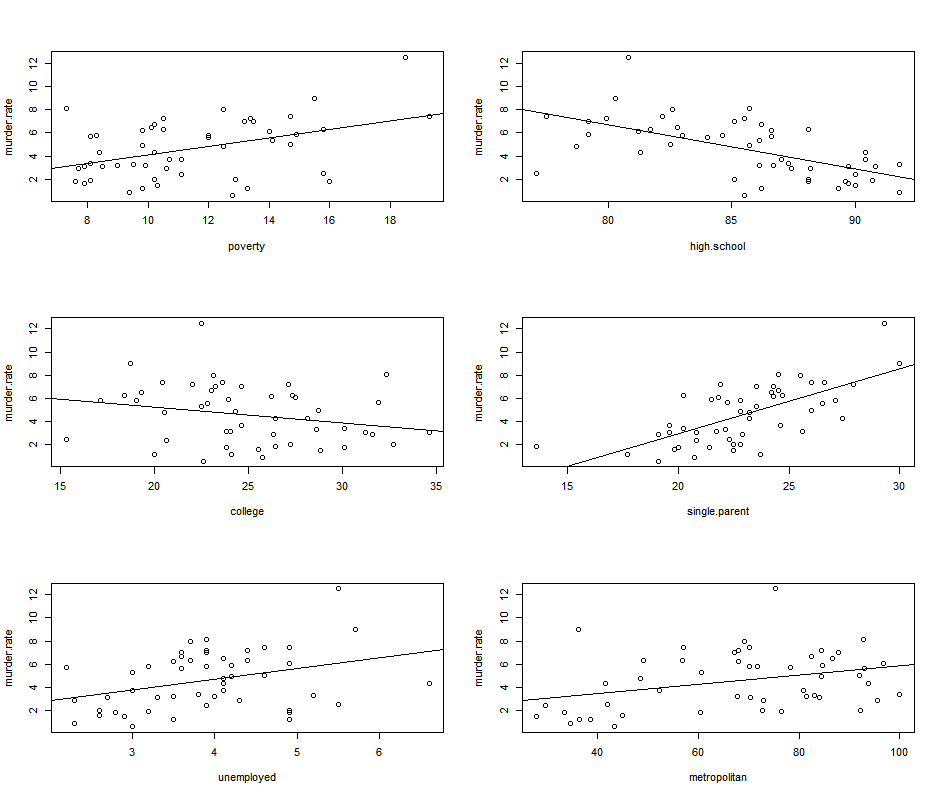 murder.rate
2 4 6 8 10 12
8 10 12 14 16 18
poverty
murder.rate
2 4 6 8 10 12
80 85 90
high.school
murder.rate
2 4 6 8 10 12
15 20 25 30 35
college
murder.rate
2 4 6 8 10 12
15 20 25 30
single.parent
murder.rate
2 4 6 8 10 12
3 4 5 6
unemployed
murder.rate
2 4 6 8 10 12
40 60 80 100
metropolitan